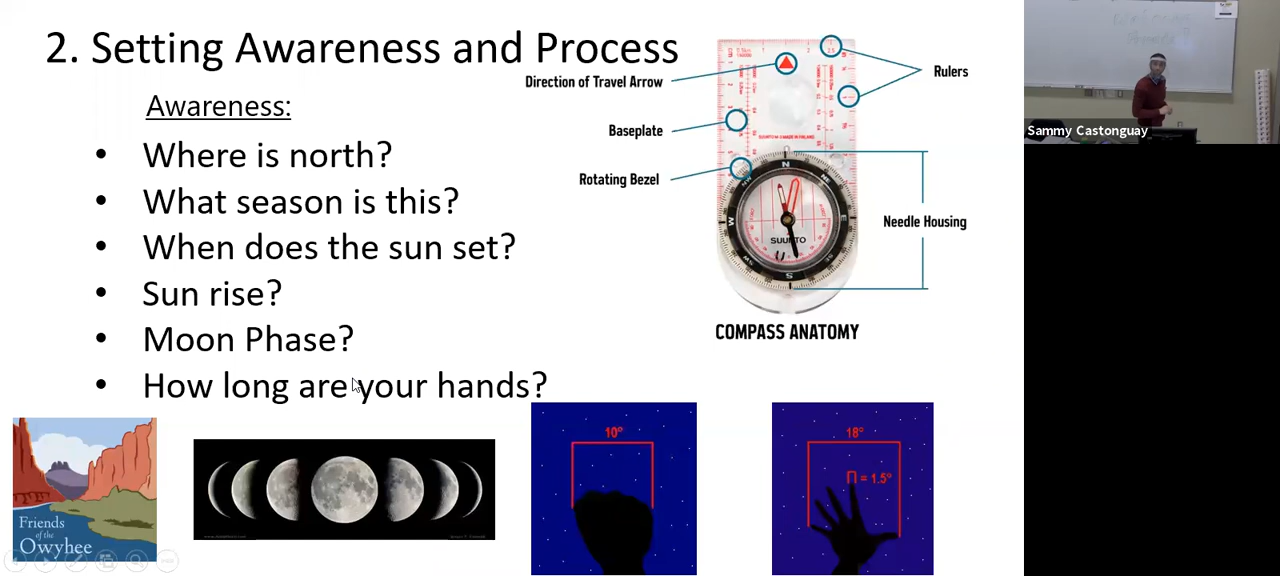 2. Setting Awareness and Process
Awareness:
• Where is north?
• What season is this?
• When does the sun set?
• Sun rise?
• Moon Phase?
• How long are your hands?
Direction of Travel Arrow
Baseplate
Rotating Bezel
Rulers
Needle Housing
SUUNTO
N
E
S
W
NW
SW
COMPASS ANATOMY
Friends
of the
Owyhee
10°
18°
= 1.5°
Sammy Castonguay